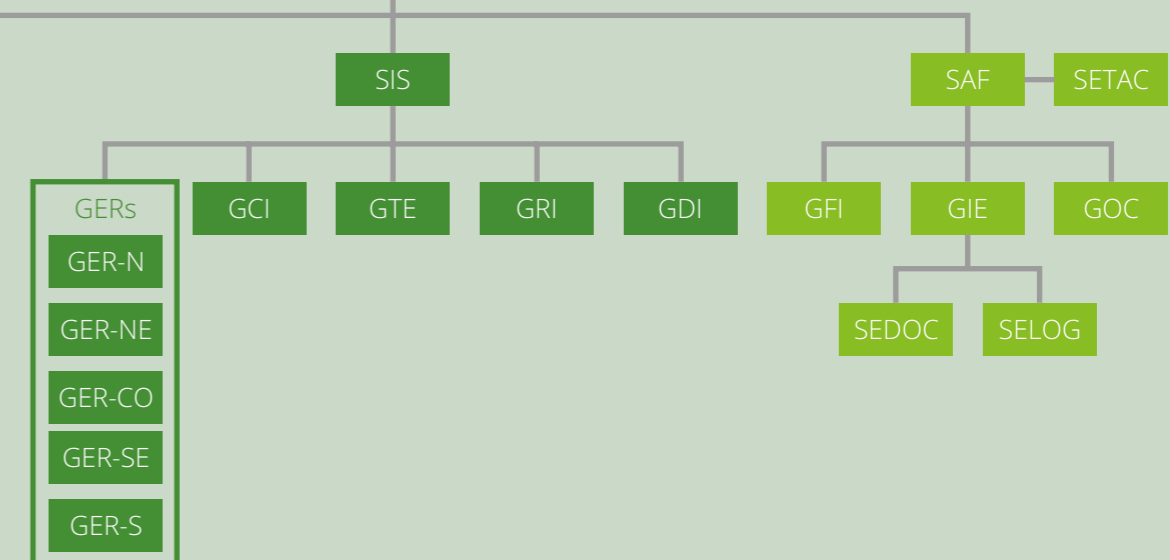 SIS
SAF
SETAC
GERs
GCI
GTE
GRI
GDI
GFI
GIE
GOC
GER-N
GER-NE
SEDOC
SELOG
GER-CO
GER-SE
GER-S